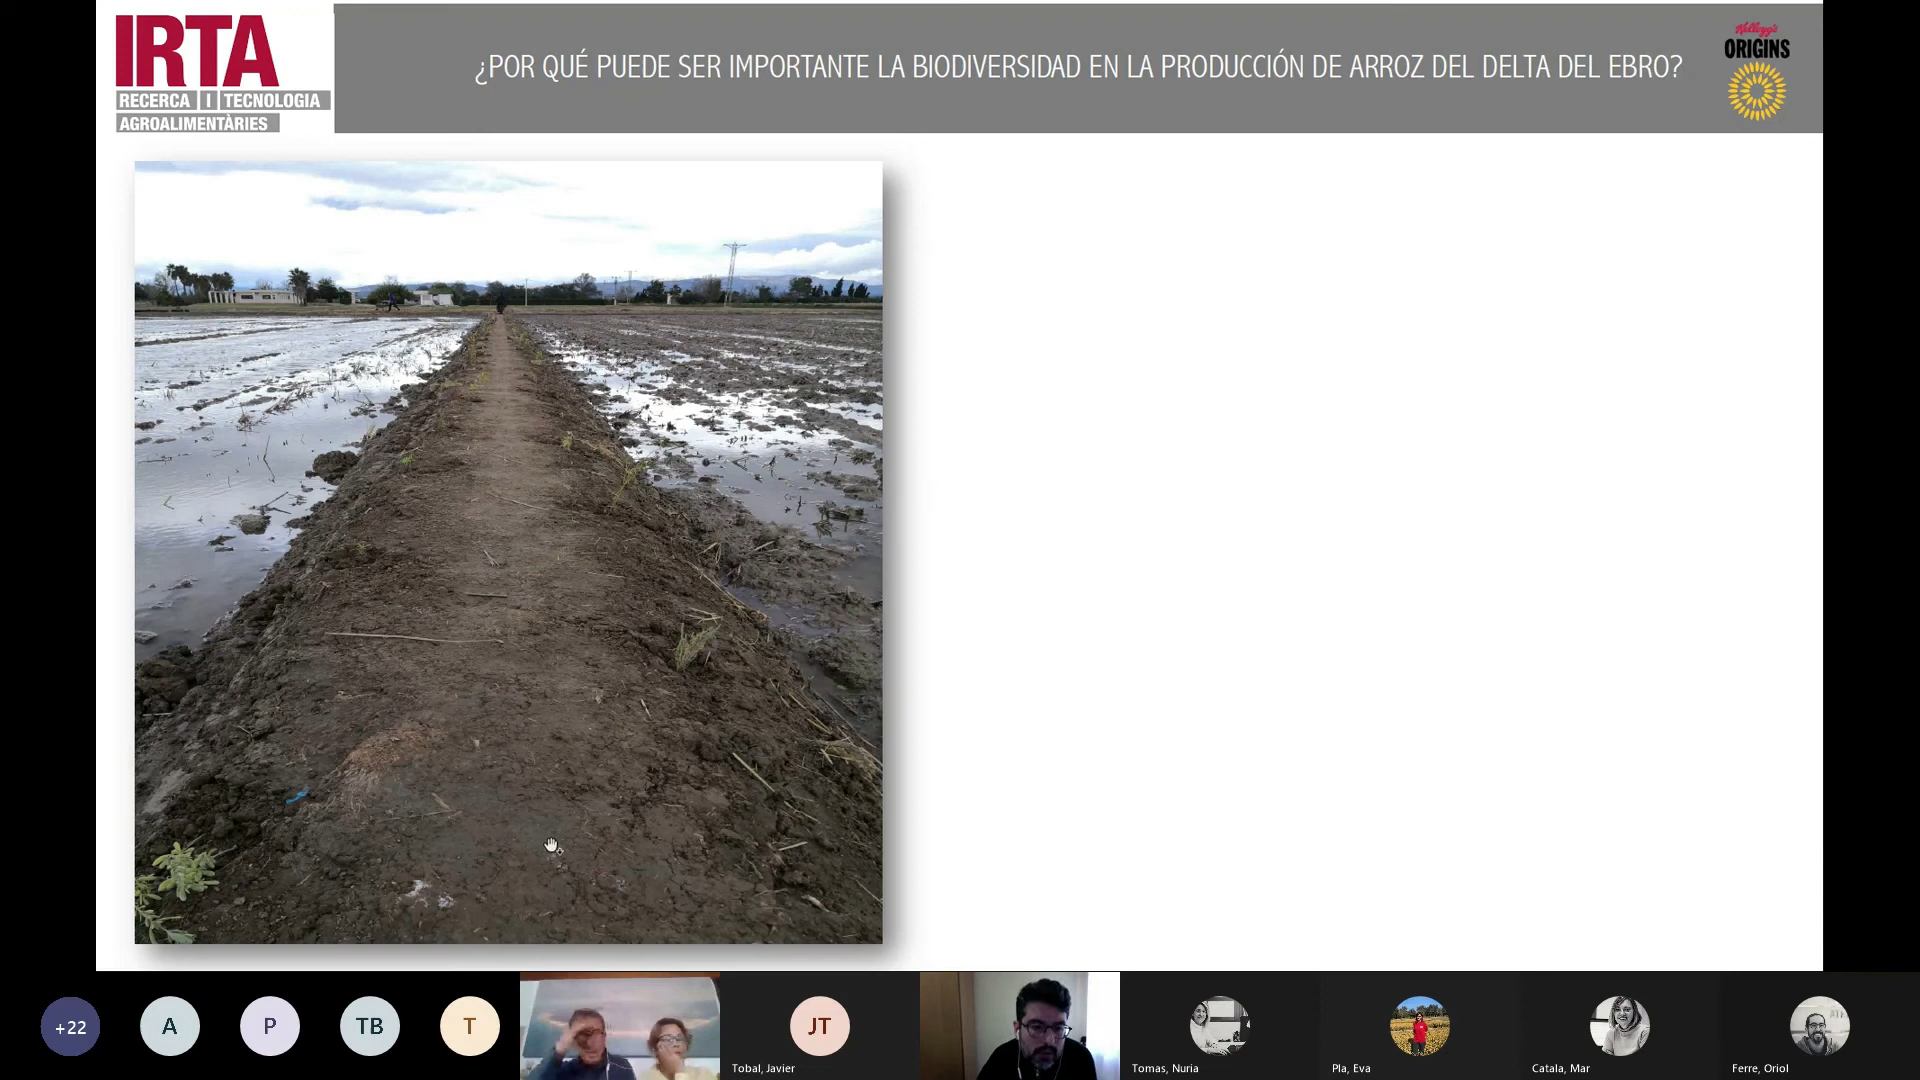 IRTA
RECERCA I TECNOLOGIA
AGROALIMENTÀRIES
¿POR QUÉ PUEDE SER IMPORTANTE LA BIODIVERSIDAD EN LA PRODUCCIÓN DE ARROZ DEL DELTA DEL EBRO?
Kellogg's
ORIGINS
+22
A
P
TB
T
JT
Tobal, Javier
Tomas, Nuria
Pla, Eva
Catala, Mar
Ferre, Oriol